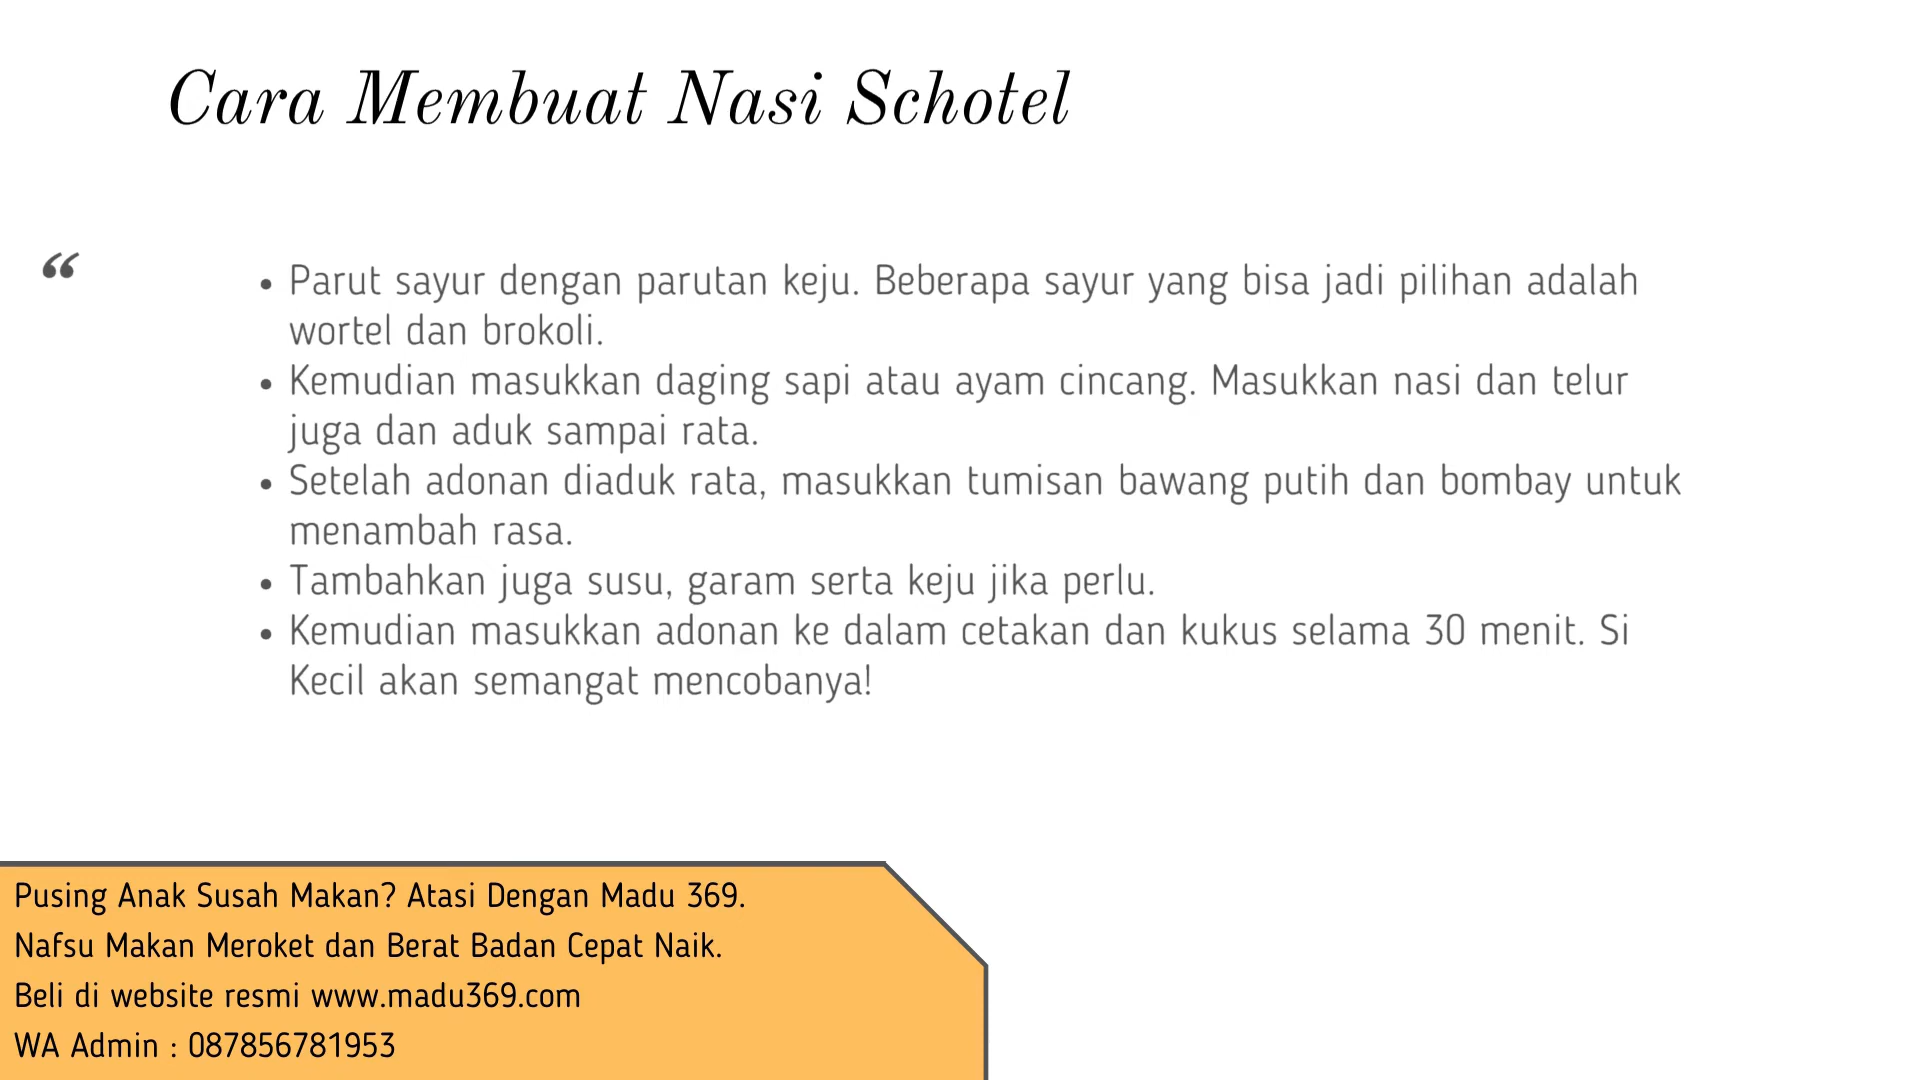 Cara Membuat Nasi Schotel
“
• Parut sayur dengan parutan keju. Beberapa sayur yang bisa jadi pilihan adalah
wortel dan brokoli.
• Kemudian masukkan daging sapi atau ayam cincang. Masukkan nasi dan telur
juga dan aduk sampai rata.
• Setelah adonan diaduk rata, masukkan tumisan bawang putih dan bombay untuk
menambah rasa.
• Tambahkan juga susu, garam serta keju jika perlu.
• Kemudian masukkan adonan ke dalam cetakan dan kukus selama 30 menit. Si
Kecil akan semangat mencobanya!
Pusing Anak Susah Makan? Atasi Dengan Madu 369.
Nafsu Makan Meroket dan Berat Badan Cepat Naik.
Beli di website resmi www.madu369.com
WA Admin : 087856781953